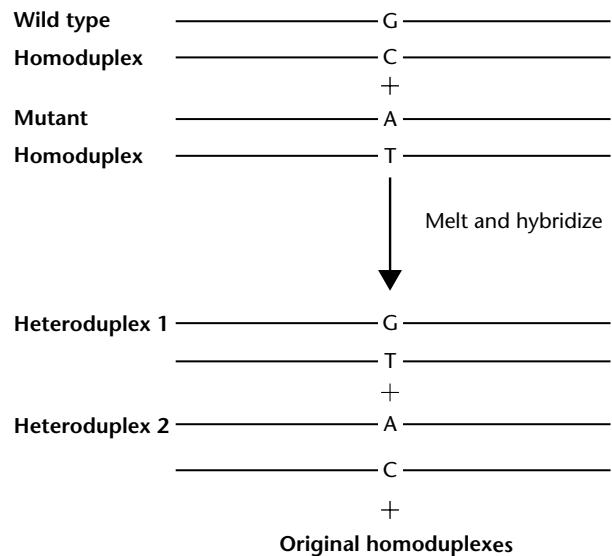 Wild type G
Homoduplex C
+
Mutant A
Homoduplex T
Melt and hybridize
Heteroduplex 1 G
T
+
Heteroduplex 2 A
C
+
Original homoduplexes